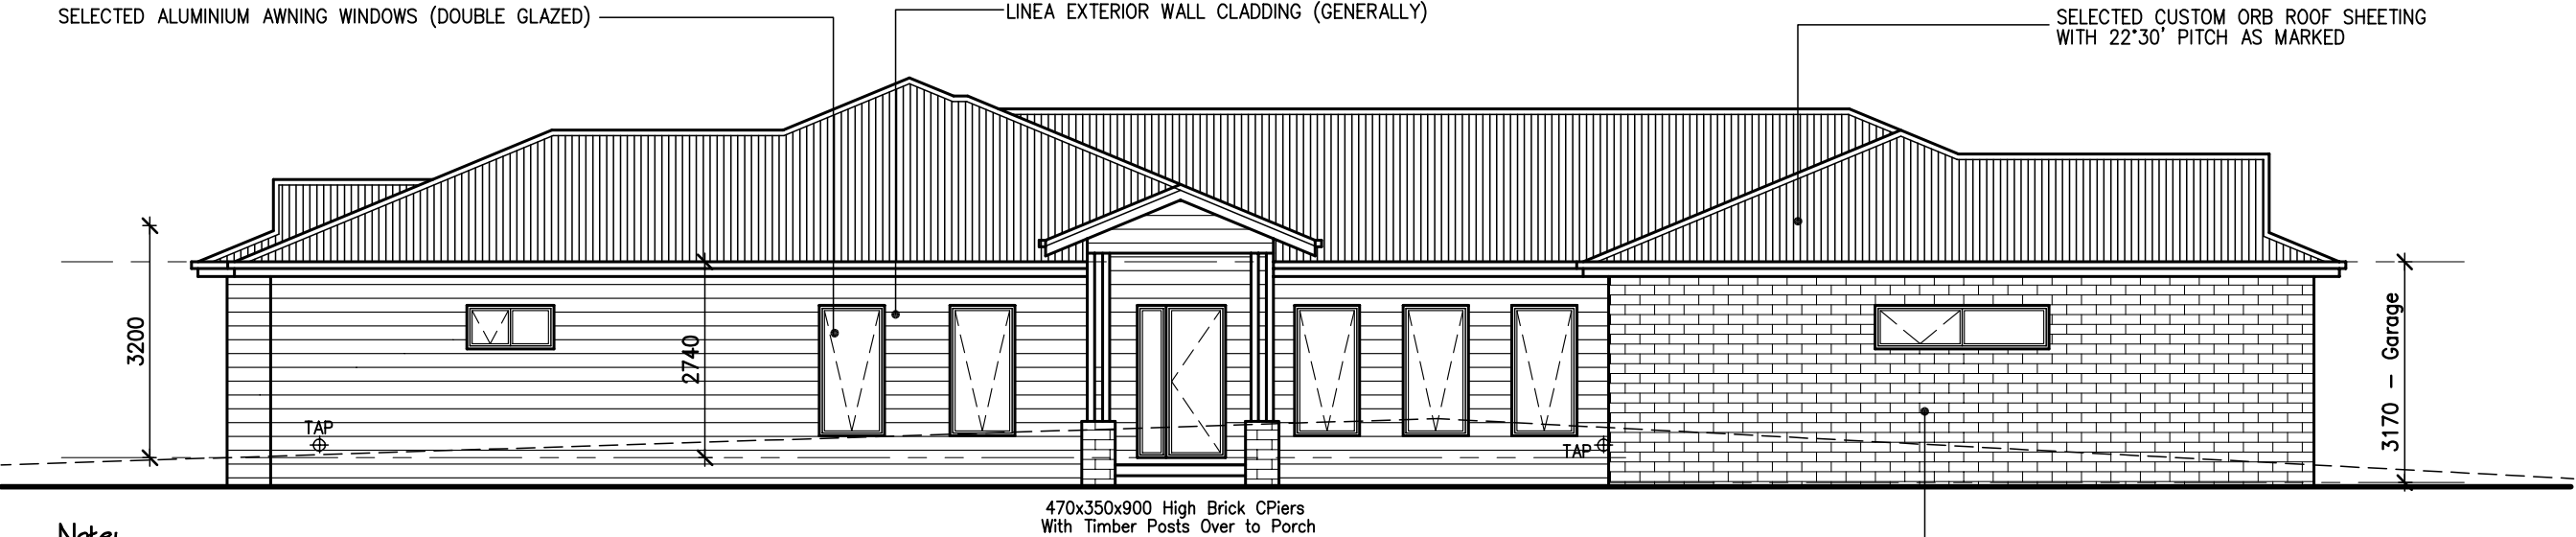 SELECTED ALUMINIUM AWNING WINDOWS (DOUBLE GLAZED)
LINEA EXTERIOR WALL CLADDING (GENERALLY)
SELECTED CUSTOM ORB ROOF SHEETING
WITH 22°30' PITCH AS MARKED
3200
2740
3170 - Garage
TAP
TAP
470x350x900 High Brick CPiers
With Timber Posts Over to Porch
Note: